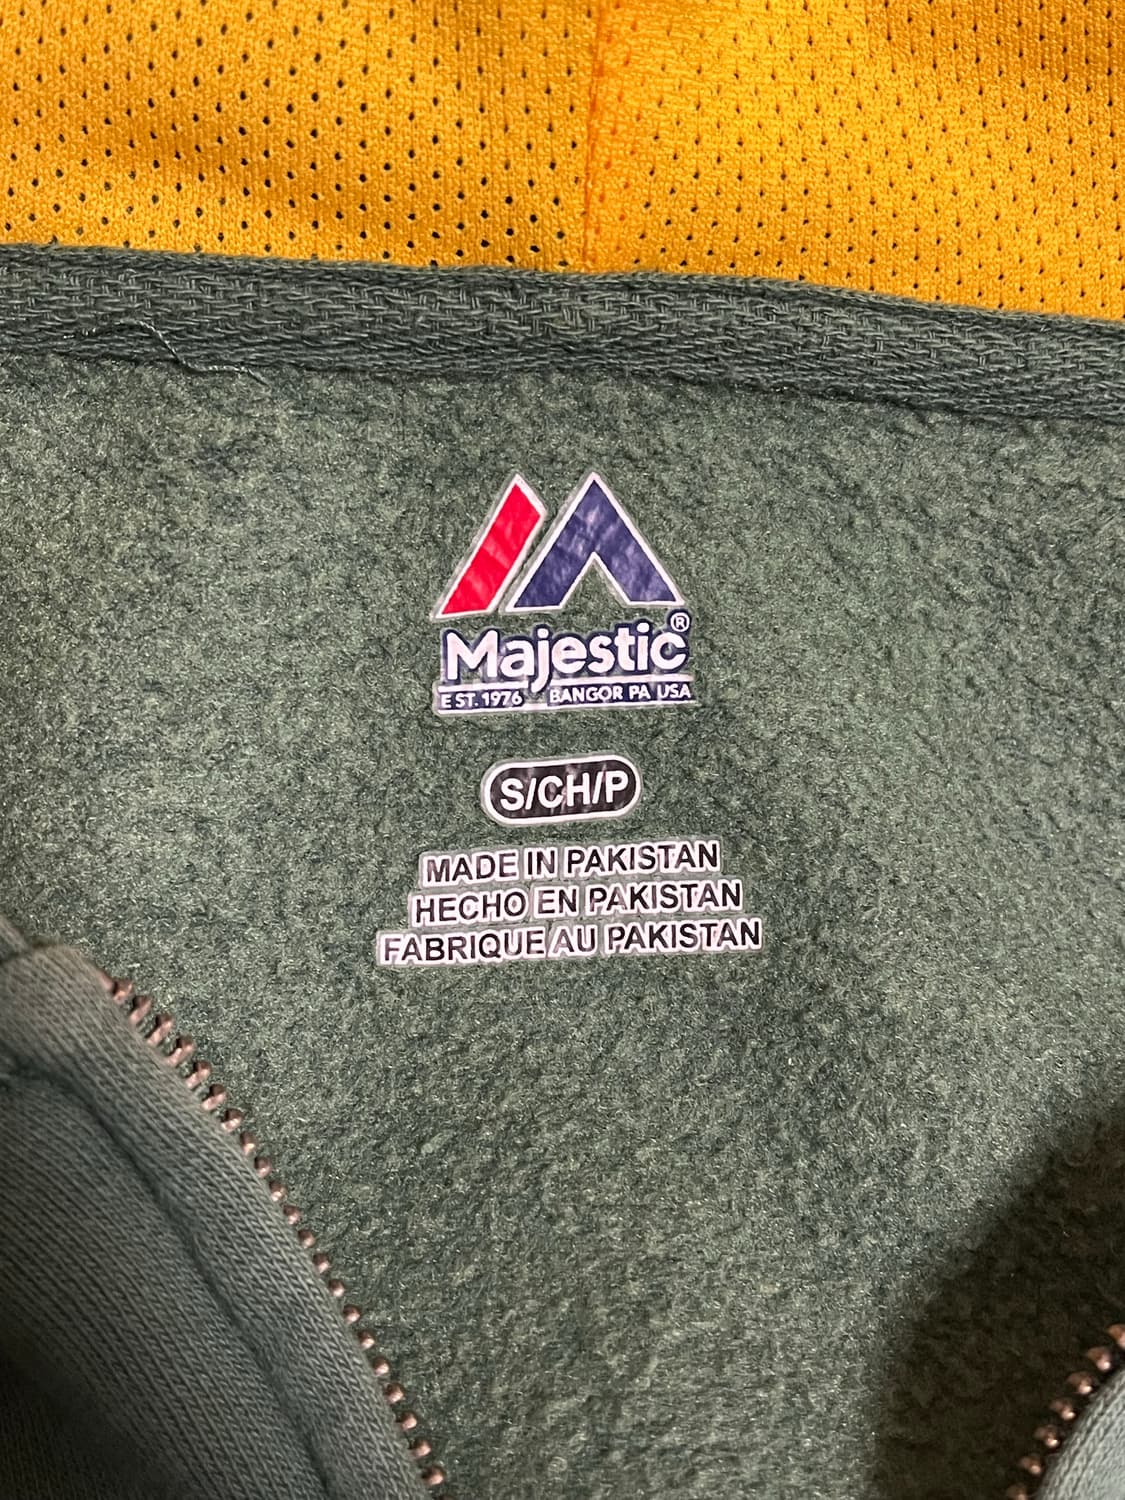 Majestic®
EST. 1976 BANGOR PA USA
S/CH/P
MADE IN PAKISTAN
HECHO EN PAKISTAN
FABRIQUE AU PAKISTAN